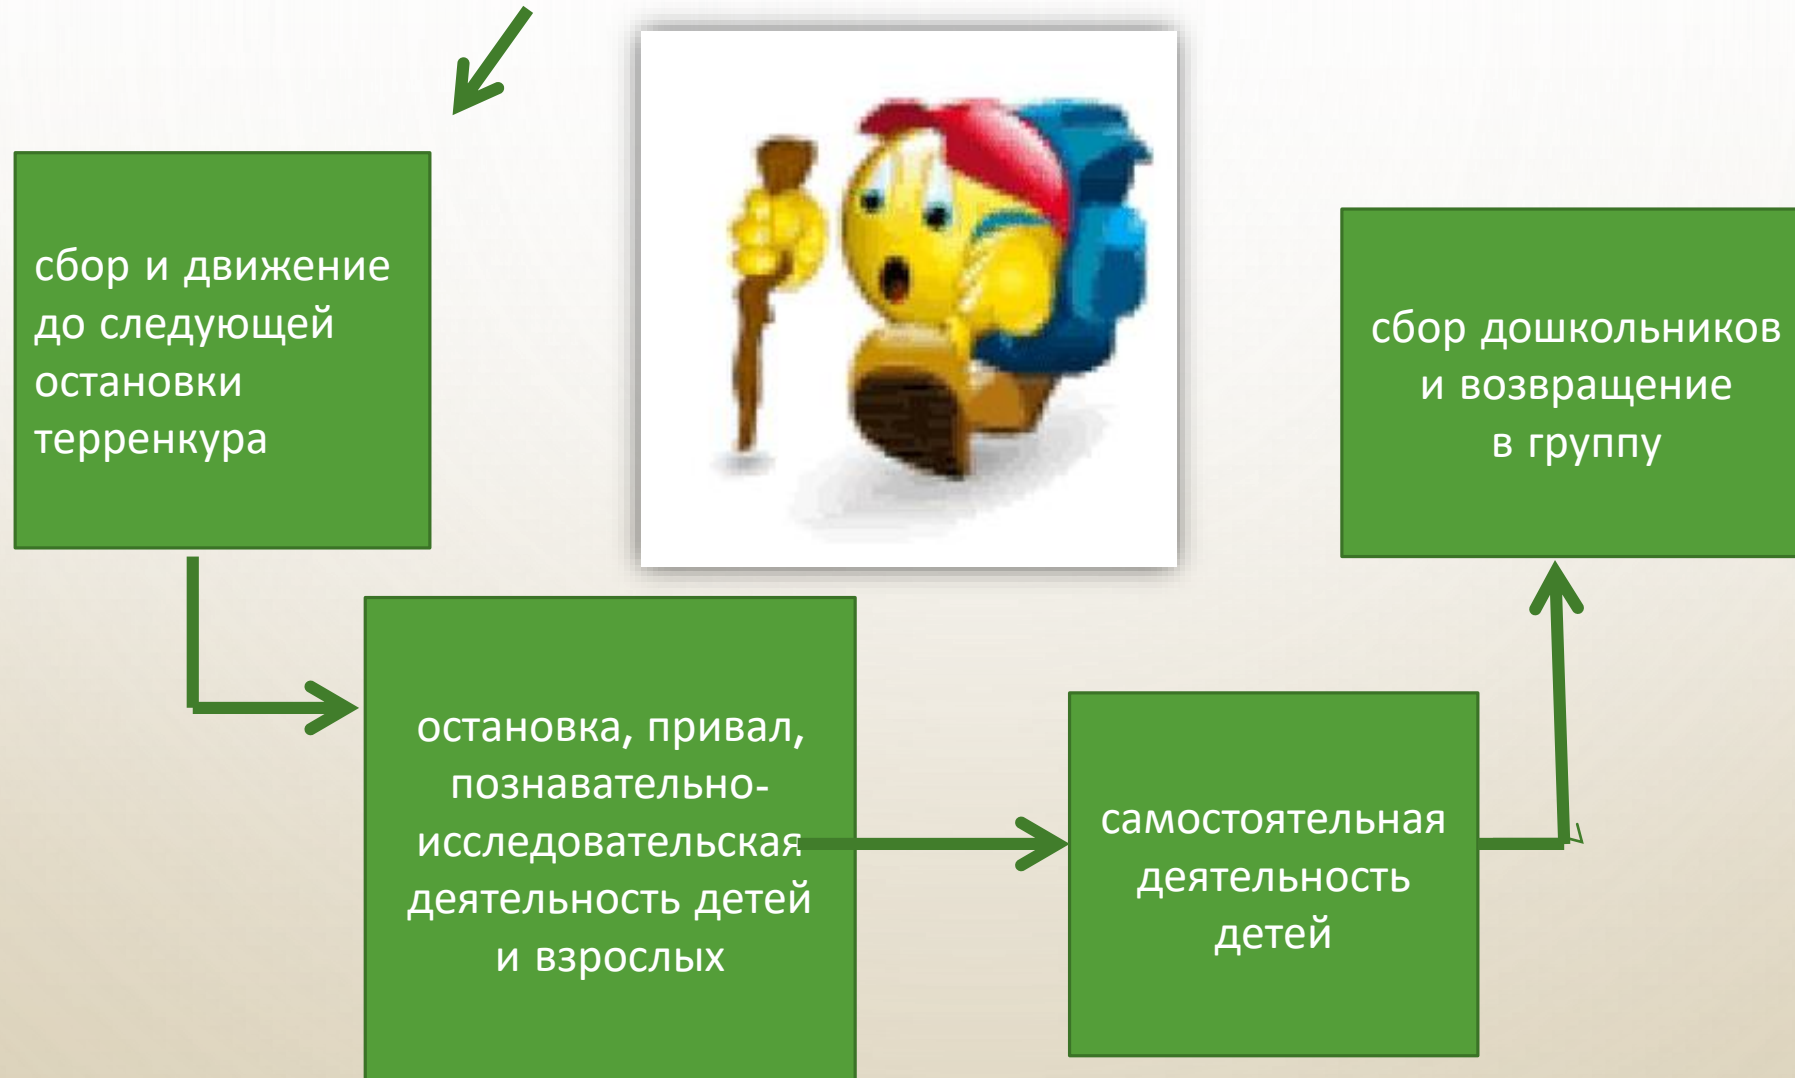 сбор и движение
до следующей
остановки
терренкура
остановка, привал,
познавательно-
исследовательская
деятельность детей
и взрослых
самостоятельная
деятельность
детей
сбор дошкольников
и возвращение
в группу